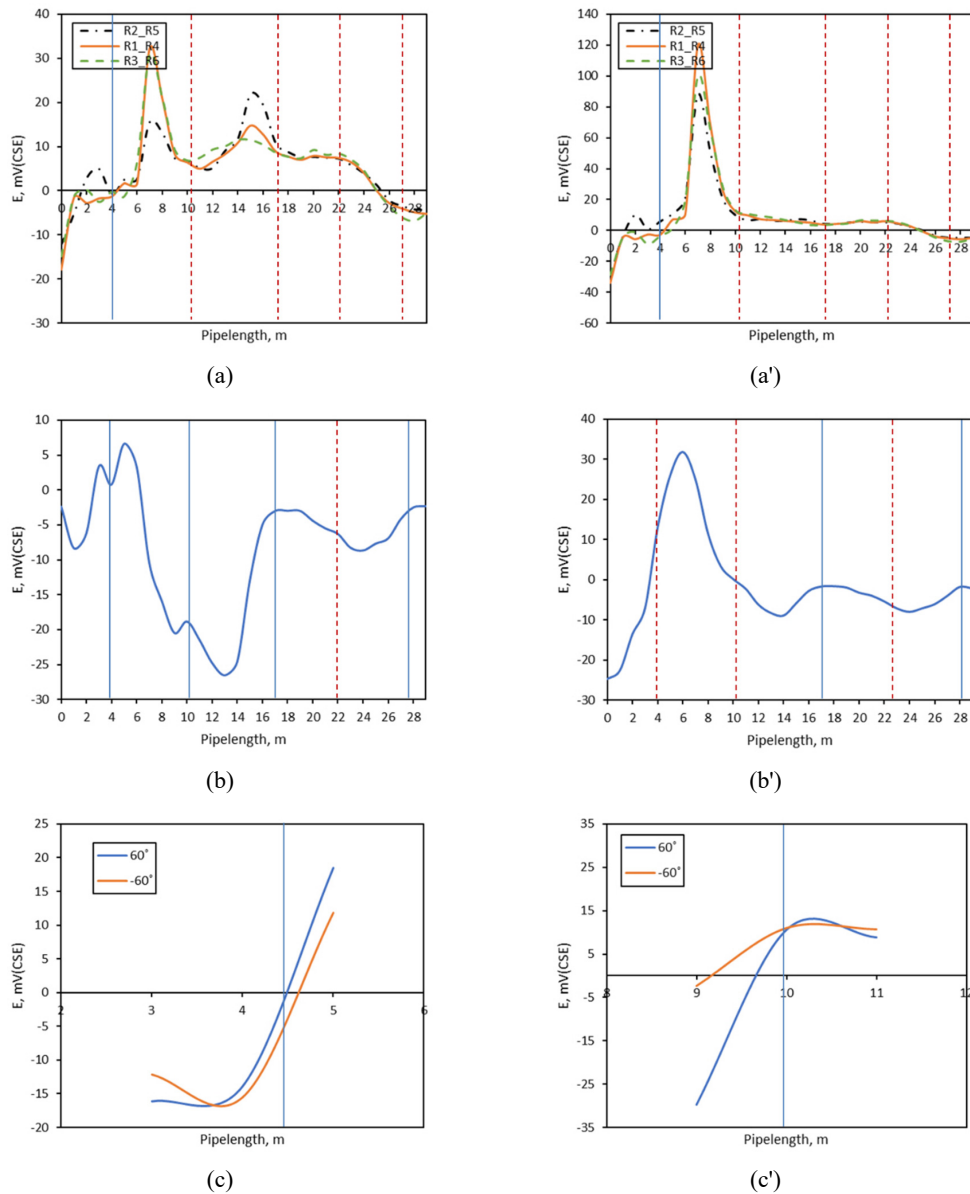 40
30
20
10
0
-10
-20
-30
E, mV(CSE)
R2_R5
R1_R4
R3_R6
0 2 4 6 8 10 12 14 16 18 20 22 24 26 28
Pipelength, m
(a)
140
120
100
80
60
40
20
0
-20
-40
-60
E, mV(CSE)
R2_R5
R1_R4
R3_R6
0 2 4 6 8 10 12 14 16 18 20 22 24 26 28
Pipelength, m
(a')
10
5
0
-5
-10
-15
-20
-25
-30
E, mV(CSE)
0 2 4 6 8 10 12 14 16 18 20 22 24 26 28
Pipelength, m
(b)
40
30
20
10
0
-10
-20
-30
E, mV(CSE)
0 2 4 6 8 10 12 14 16 18 20 22 24 26 28
Pipelength, m
(b')
25
20
15
10
5
0
-5
-10
-15
-20
E, mV(CSE)
60˚
-60˚
2 3 4 5 6
Pipelength, m
(c)
35
25
15
5
-5
-15
-25
-35
E, mV(CSE)
60˚
-60˚
8 9 10 11 12
Pipelength, m
(c')